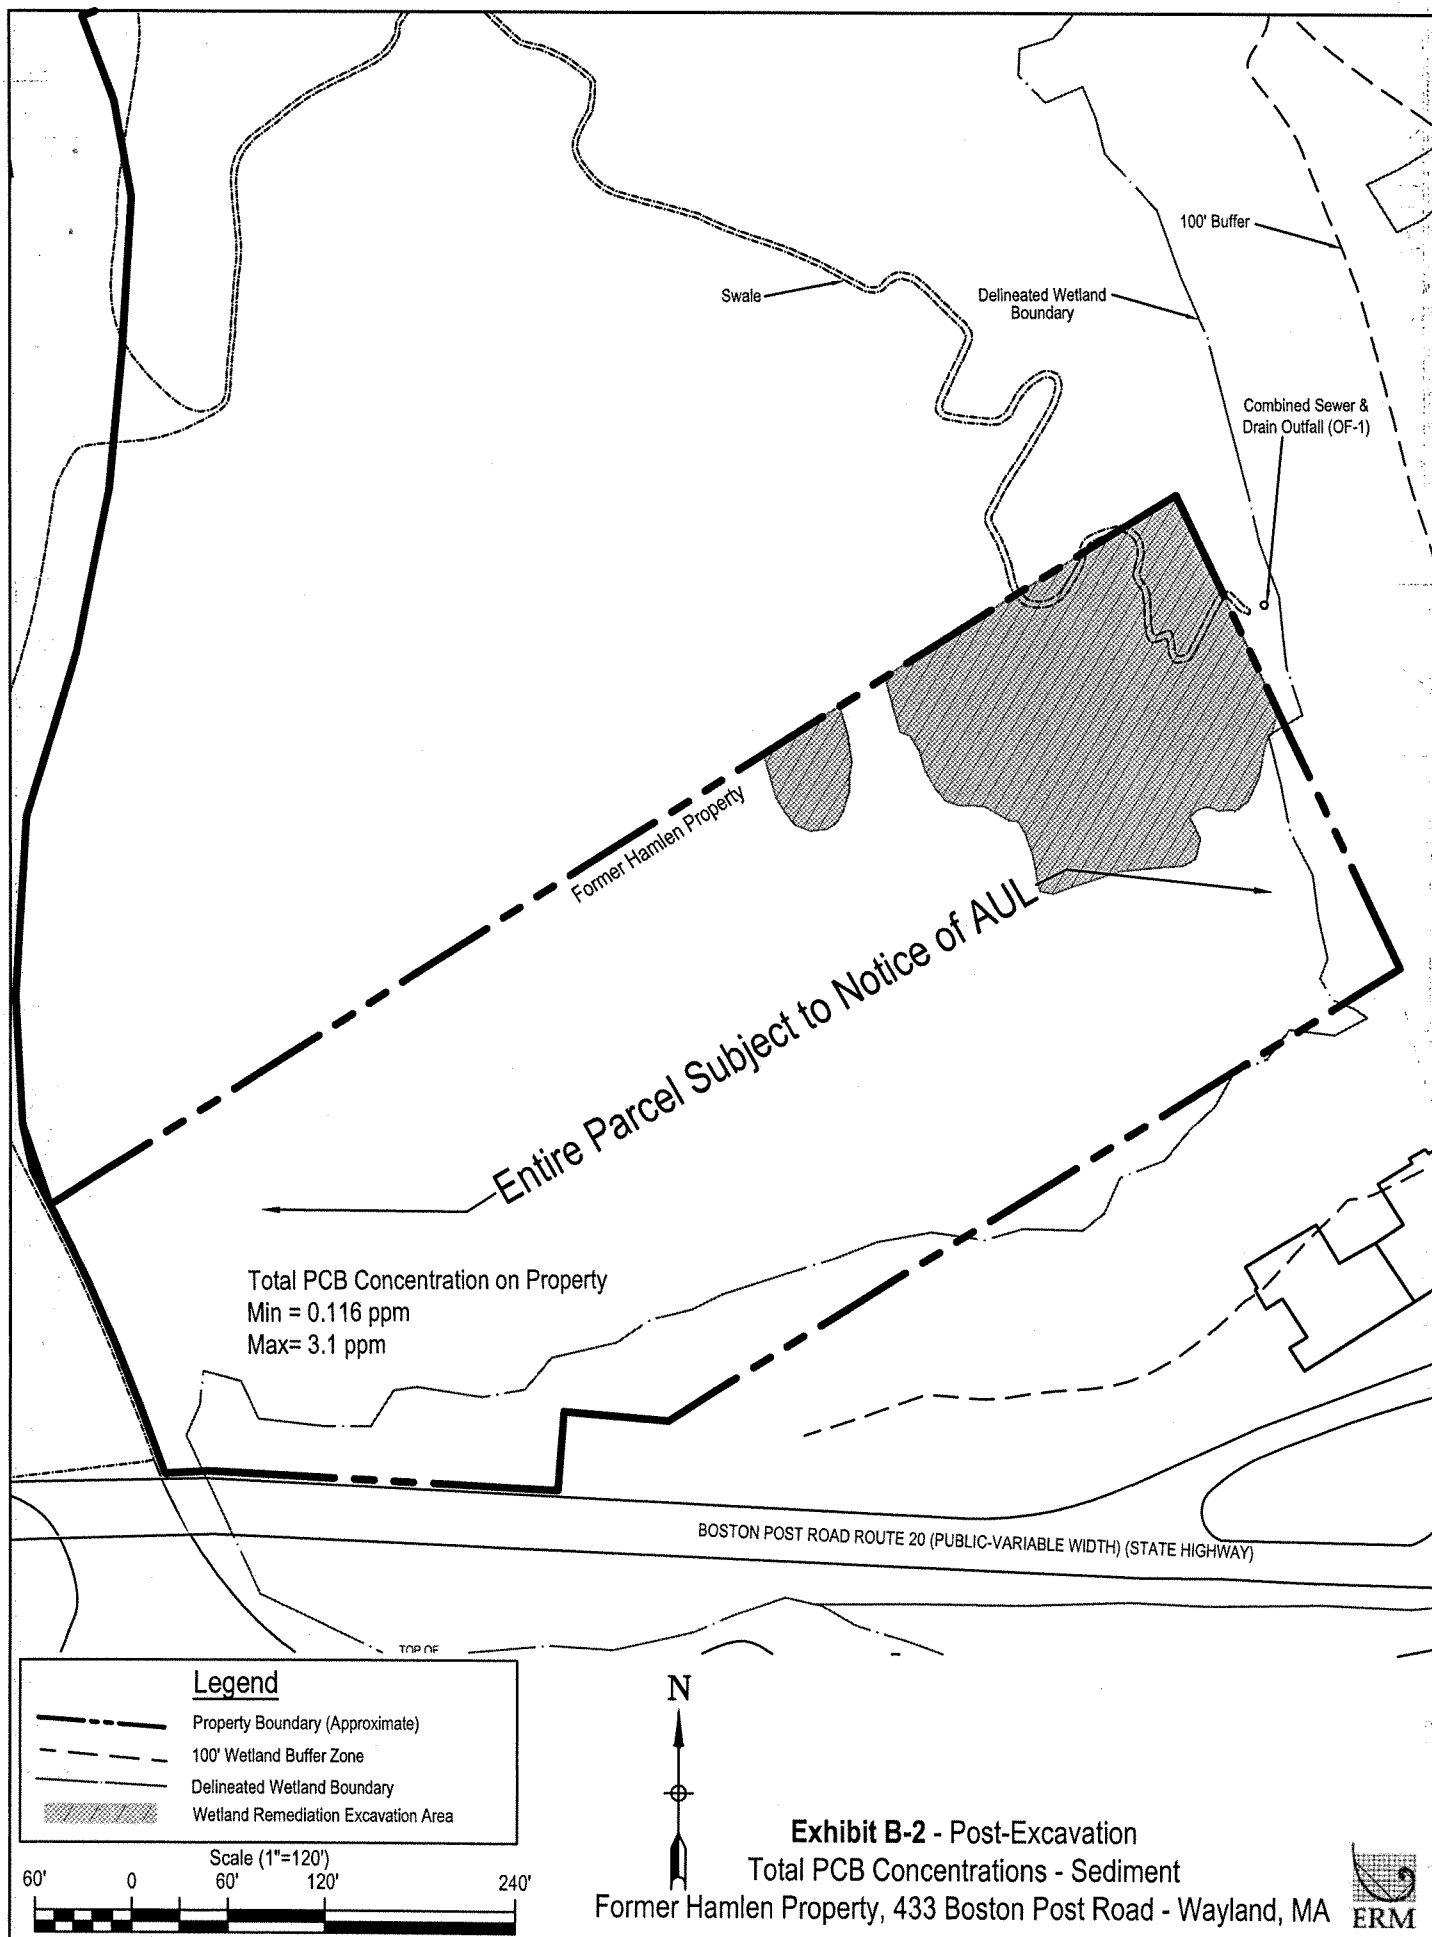 100' Buffer
Swale
Delineated Wetland
Boundary
Combined Sewer &
Drain Outfall (OF-1)
Former Hamlen Property
Entire Parcel Subject to Notice of AUL
Total PCB Concentration on Property
Min = 0.116 ppm
Max= 3.1 ppm
BOSTON POST ROAD ROUTE 20 (PUBLIC-VARIABLE WIDTH) (STATE HIGHWAY)
TOP OF
Legend
Property Boundary (Approximate)
100' Wetland Buffer Zone
Delineated Wetland Boundary
Wetland Remediation Excavation Area
Scale (1"=120')
60' 0 60' 120' 240'
N
Exhibit B-2 - Post-Excavation
Total PCB Concentrations - Sediment
Former Hamlen Property, 433 Boston Post Road - Wayland, MA
ERM